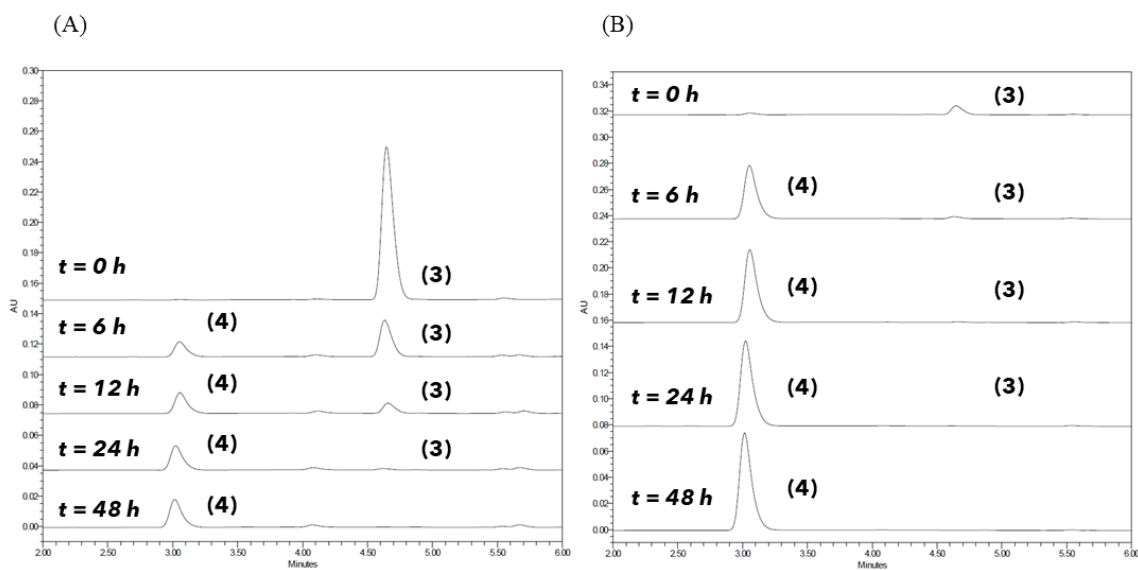 (A)
0.30
0.28
0.26
0.24
0.22
0.20
0.18
0.16
0.14
0.12
0.10
0.08
0.06
0.04
0.02
0.00
AU
t = 0 h
(3)
t = 6 h (4) (3)
t = 12 h (4) (3)
t = 24 h (4) (3)
t = 48 h (4)
2.00 2.50 3.00 3.50 4.00 4.50 5.00 5.50 6.00
Minutes
(B)
0.34
0.32
0.30
0.28
0.26
0.24
0.22
0.20
0.18
0.16
0.14
0.12
0.10
0.08
0.06
0.04
0.02
0.00
AU
t = 0 h (3)
t = 6 h (4) (3)
t = 12 h (4) (3)
t = 24 h (4) (3)
t = 48 h (4)
2.00 2.50 3.00 3.50 4.00 4.50 5.00 5.50 6.00
Minutes